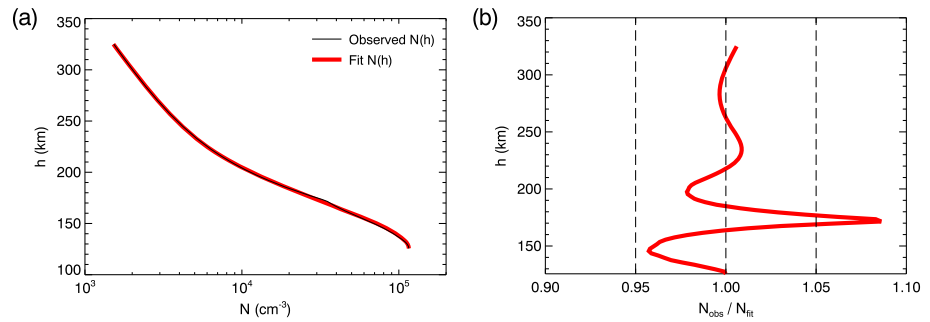 (a)
350
300
250
200
150
100
h (km)
10³
10⁴
10⁵
N (cm⁻³)
Observed N(h)
Fit N(h)
(b)
350
300
250
200
150
h (km)
0.90
0.95
1.00
1.05
1.10
N_obs / N_fit